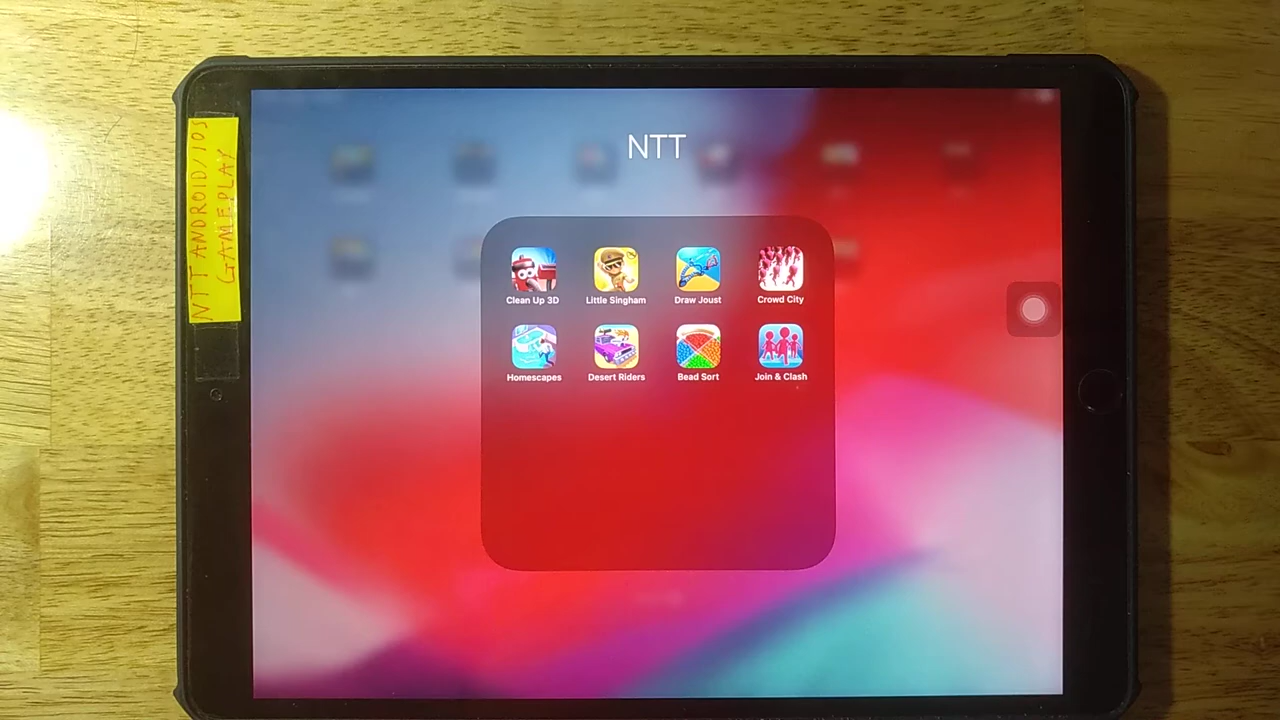 NTT ANDROID/IOS
GAMEPLAY
NTT
Clean Up 3D
Little Singham
Draw Joust
Crowd City
Homescapes
Desert Riders
Bead Sort
Join & Clash